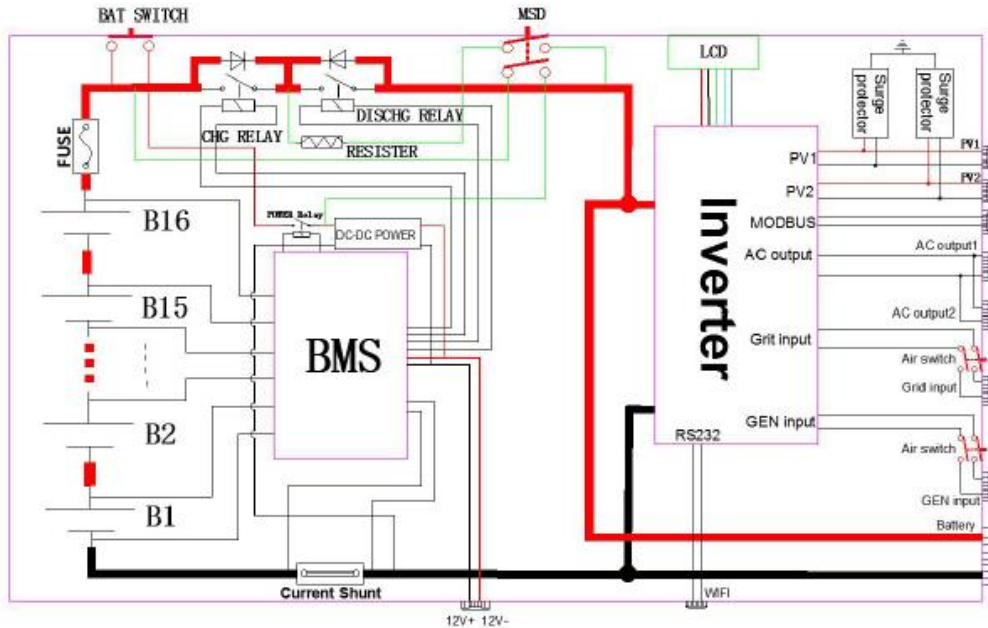 BAT SWITCH
MSD
LCD
Surge protector
Surge protector
CHG RELAY
DISCHG RELAY
RESISTER
FUSE
PV1
PV1
PV2
PV2
B16
POWER Relay
DC-DC POWER
Inverter
MODBUS
AC output
AC output1
B15
BMS
AC output2
Grit input
Air switch
Grid input
B2
GEN input
RS232
Air switch
GEN input
B1
Battery
Current Shunt
WIFI
12V+ 12V-